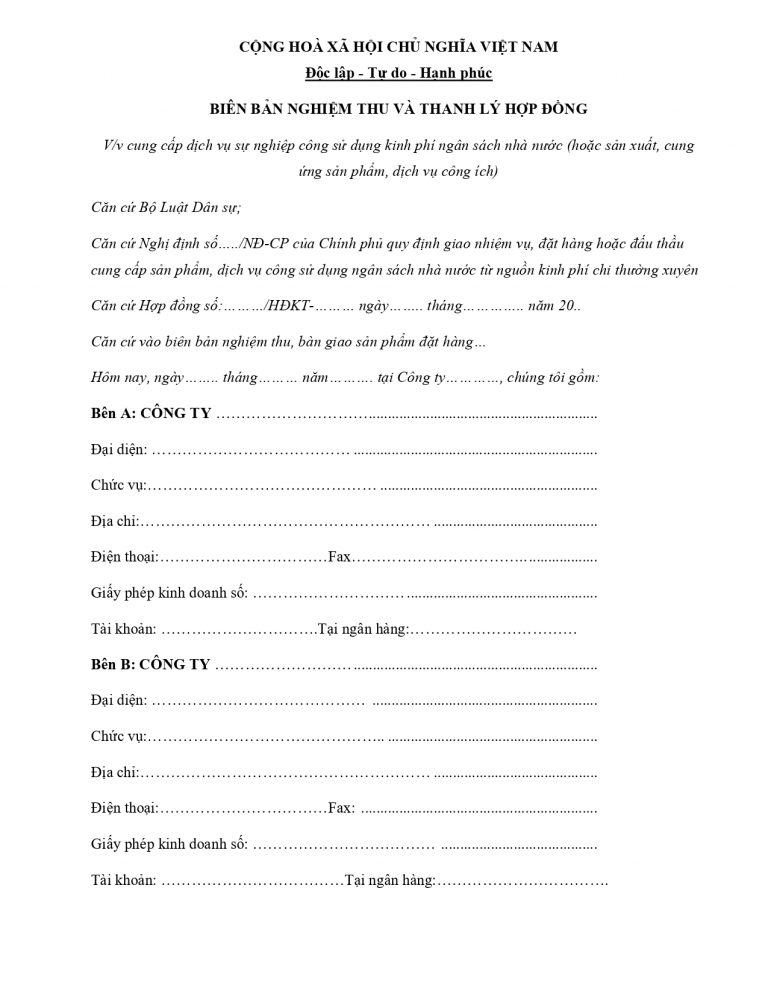 CỘNG HOÀ XÃ HỘI CHỦ NGHĨA VIỆT NAM
Độc lập - Tự do - Hạnh phúc
BIÊN BẢN NGHIỆM THU VÀ THANH LÝ HỢP ĐỒNG
V/v cung cấp dịch vụ sự nghiệp công sử dụng kinh phí ngân sách nhà nước (hoặc sản xuất, cung
ứng sản phẩm, dịch vụ công ích)
Căn cứ Bộ Luật Dân sự;
Căn cứ Nghị định số…../NĐ-CP của Chính phủ quy định giao nhiệm vụ, đặt hàng hoặc đấu thầu
cung cấp sản phẩm, dịch vụ công sử dụng ngân sách nhà nước từ nguồn kinh phí chi thường xuyên
Căn cứ Hợp đồng số:………/HĐKT-……… ngày…….. tháng………….. năm 20..
Căn cứ vào biên bản nghiệm thu, bàn giao sản phẩm đặt hàng…
Hôm nay, ngày…….. tháng……… năm………. tại Công ty…………, chúng tôi gồm:
Bên A: CÔNG TY …………………………............................................................
Đại diện: ………………………………… ................................................................
Chức vụ:……………………………………… .........................................................
Địa chỉ:………………………………………………… ...........................................
Điện thoại:……………………………Fax……………………………....................
Giấy phép kinh doanh số: …………………………..................................................
Tài khoản: ………………………….Tại ngân hàng:……………………………
Bên B: CÔNG TY ………………………................................................................
Đại diện: …………………………………… ...........................................................
Chức vụ:……………………………………….. .......................................................
Địa chỉ:………………………………………………… ...........................................
Điện thoại:……………………………Fax: ..............................................................
Giấy phép kinh doanh số: ……………………………… .........................................
Tài khoản: ………………………………Tại ngân hàng:…………………………….